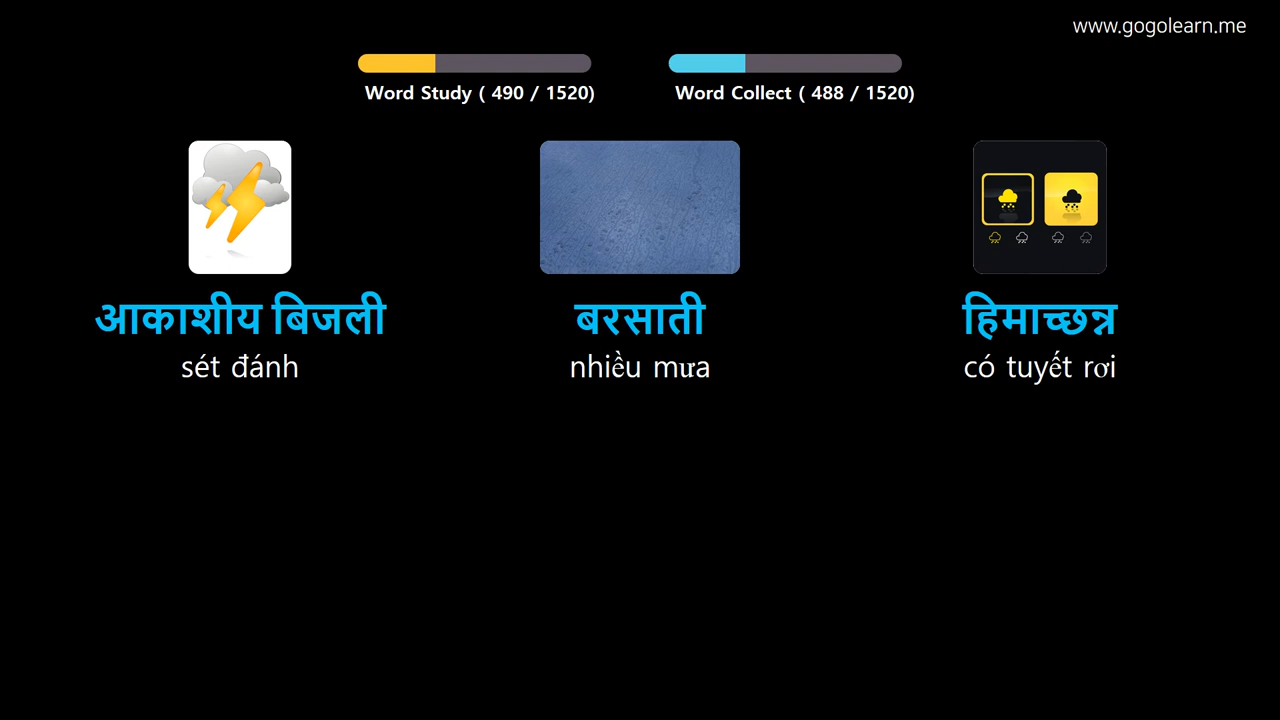 www.gogolearn.me
Word Study ( 490 / 1520)
Word Collect ( 488 / 1520)
आकाशीय बिजली
sét đánh
बरसाती
nhiều mưa
हिमाच्छन्न
có tuyết rơi